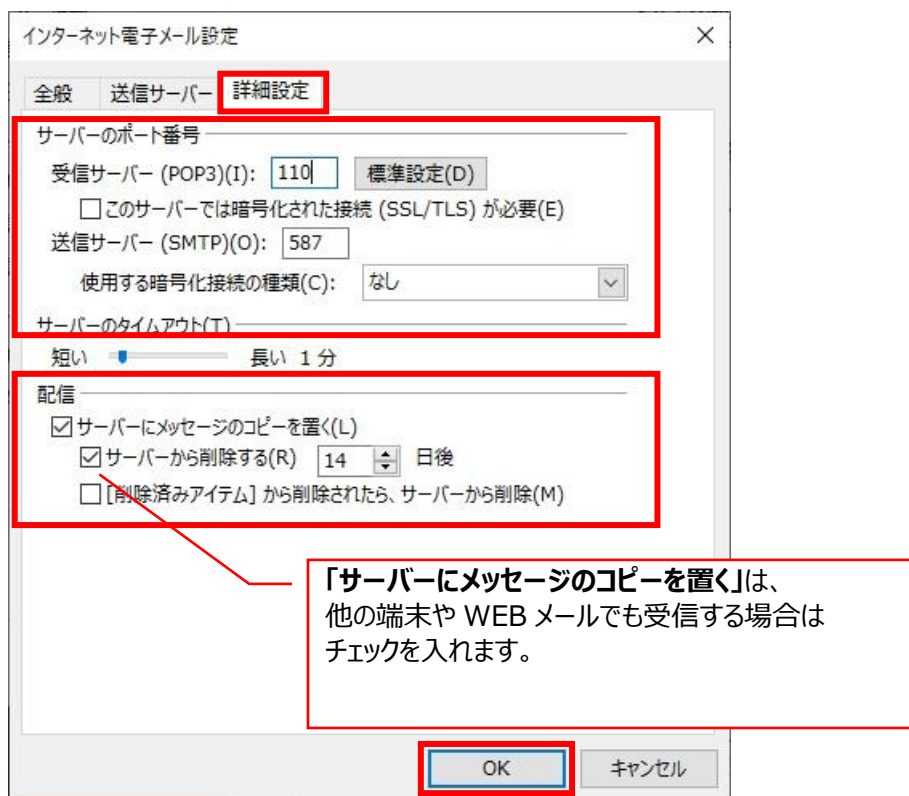 インターネット電子メール設定
全般 送信サーバー 詳細設定
サーバーのポート番号
受信サーバー (POP3)(I): 110 標準設定(D)
このサーバーでは暗号化された接続 (SSL/TLS) が必要(E)
送信サーバー (SMTP)(O): 587
使用する暗号化接続の種類(C): なし
サーバーのタイムアウト(T)
短い 長い 1 分
配信
サーバーにメッセージのコピーを置く(L)
サーバーから削除する(R) 14 日後
[削除済みアイテム] から削除されたら、サーバーから削除(M)
「サーバーにメッセージのコピーを置く」は、
他の端末や WEB メールでも受信する場合は
チェックを入れます。
OK キャンセル